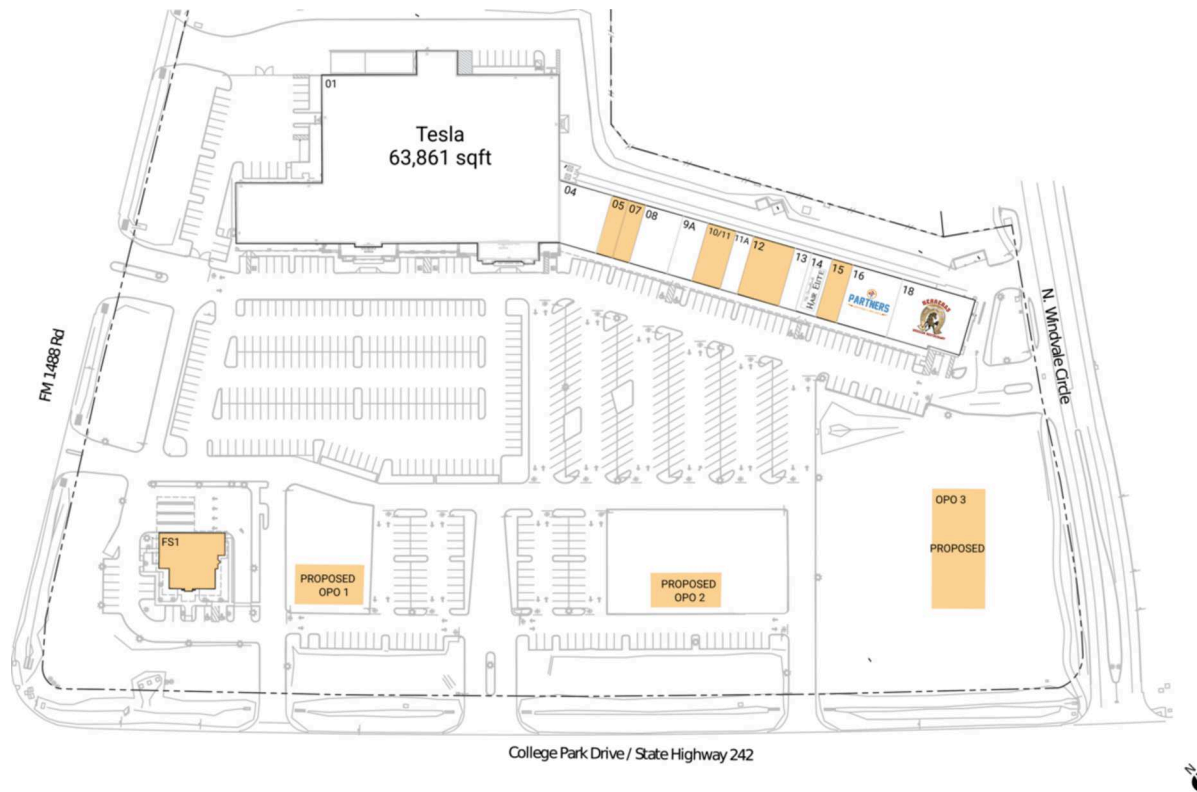 01
Tesla
63,861 sqft
04
05
07
08
9A
10/11
11A
12
13
14
HAIR ELITE
15
16
PARTNERS
18
FM 1488 Rd
N. Windvale Circle
FS1
PROPOSED
OPO 1
PROPOSED
OPO 2
OPO 3
PROPOSED
College Park Drive / State Highway 242
N